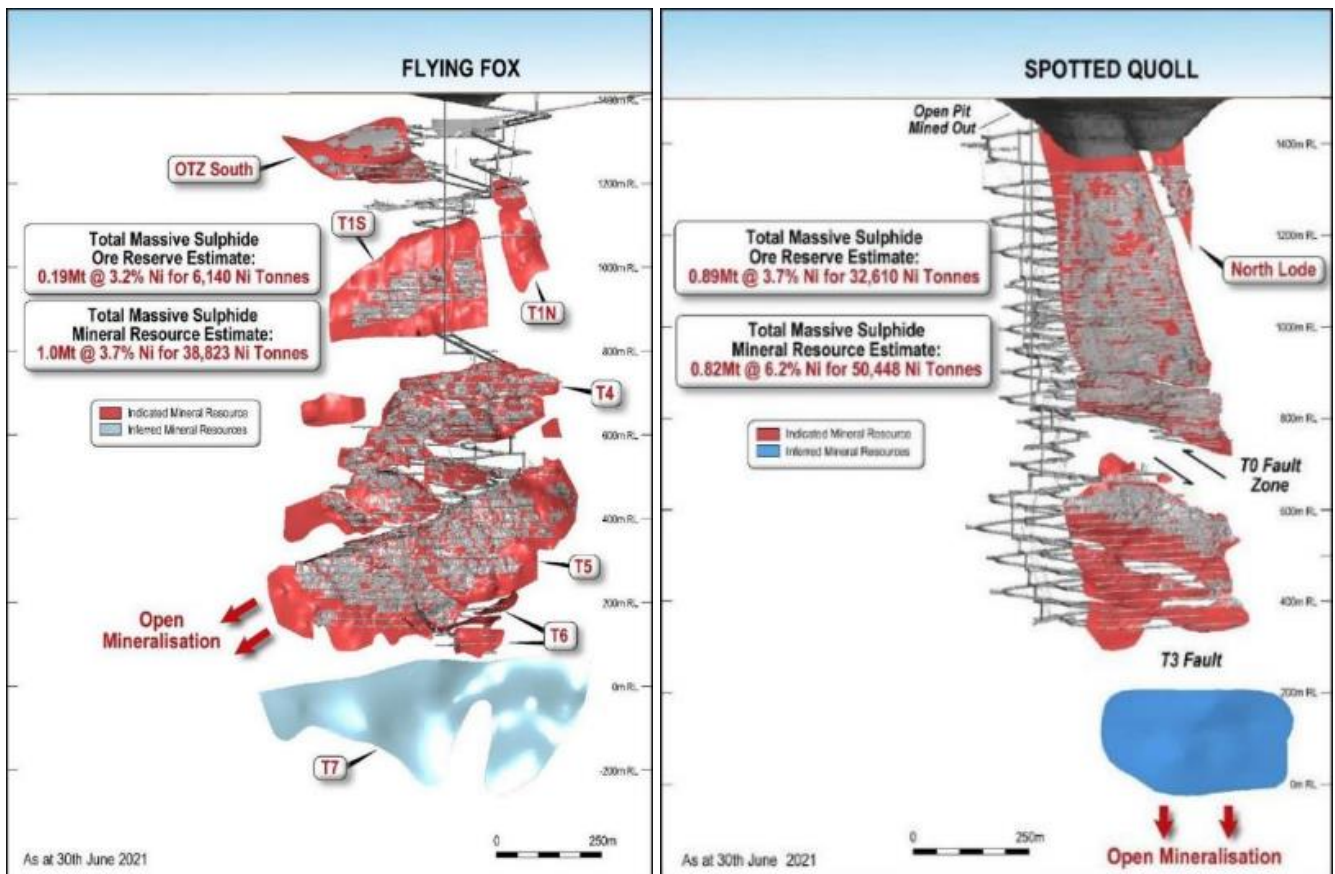 FLYING FOX
1400m RL
OTZ South
1200m RL
T1S
Total Massive Sulphide
Ore Reserve Estimate:
0.19Mt @ 3.2% Ni for 6,140 Ni Tonnes
1000m RL
T1N
Total Massive Sulphide
Mineral Resource Estimate:
1.0Mt @ 3.7% Ni for 38,823 Ni Tonnes
800m RL
T4
Indicated Mineral Resource
Inferred Mineral Resources
600m RL
400m RL
T5
200m RL
Open
Mineralisation
T6
0m RL
T7
-200m RL
0 250m
As at 30th June 2021
SPOTTED QUOLL
Open Pit
Mined Out
1400m RL
1200m RL
Total Massive Sulphide
Ore Reserve Estimate:
0.89Mt @ 3.7% Ni for 32,610 Ni Tonnes
North Lode
1000m RL
Total Massive Sulphide
Mineral Resource Estimate:
0.82Mt @ 6.2% Ni for 50,448 Ni Tonnes
800m RL
Indicated Mineral Resource
Inferred Mineral Resources
T0 Fault
Zone
600m RL
400m RL
T3 Fault
200m RL
0m RL
0 250m
As at 30th June 2021
Open Mineralisation